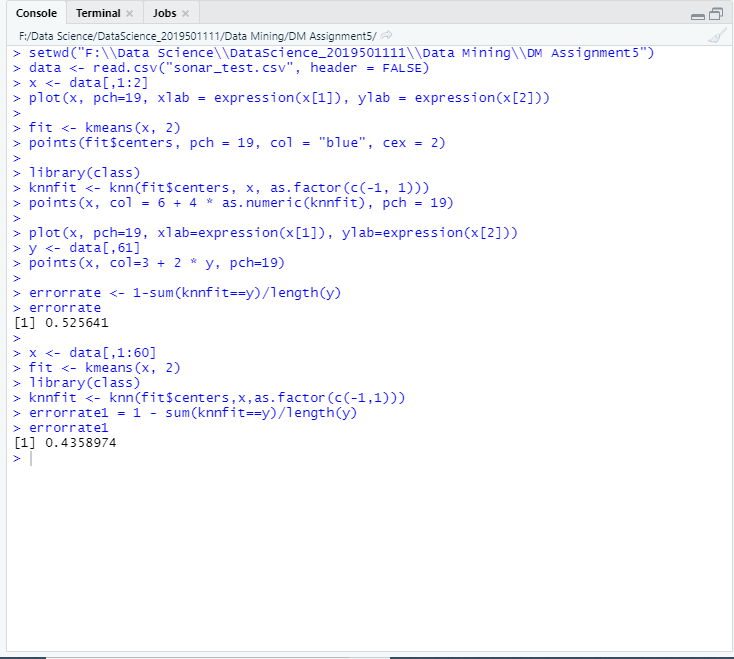 Console Terminal × Jobs ×
F:/Data Science/DataScience_2019501111/Data Mining/DM Assignment5/
> setwd("F:\\Data Science\\DataScience_2019501111\\Data Mining\\DM Assignment5")
> data <- read.csv("sonar_test.csv", header = FALSE)
> x <- data[,1:2]
> plot(x, pch=19, xlab = expression(x[1]), ylab = expression(x[2]))
>
> fit <- kmeans(x, 2)
> points(fit$centers, pch = 19, col = "blue", cex = 2)
>
> library(class)
> knnfit <- knn(fit$centers, x, as.factor(c(-1, 1)))
> points(x, col = 6 + 4 * as.numeric(knnfit), pch = 19)
>
> plot(x, pch=19, xlab=expression(x[1]), ylab=expression(x[2]))
> y <- data[,61]
> points(x, col=3 + 2 * y, pch=19)
>
> errorrate <- 1-sum(knnfit==y)/length(y)
> errorrate
[1] 0.525641
>
> x <- data[,1:60]
> fit <- kmeans(x, 2)
> library(class)
> knnfit <- knn(fit$centers,x,as.factor(c(-1,1)))
> errorrate1 = 1 - sum(knnfit==y)/length(y)
> errorrate1
[1] 0.4358974
>